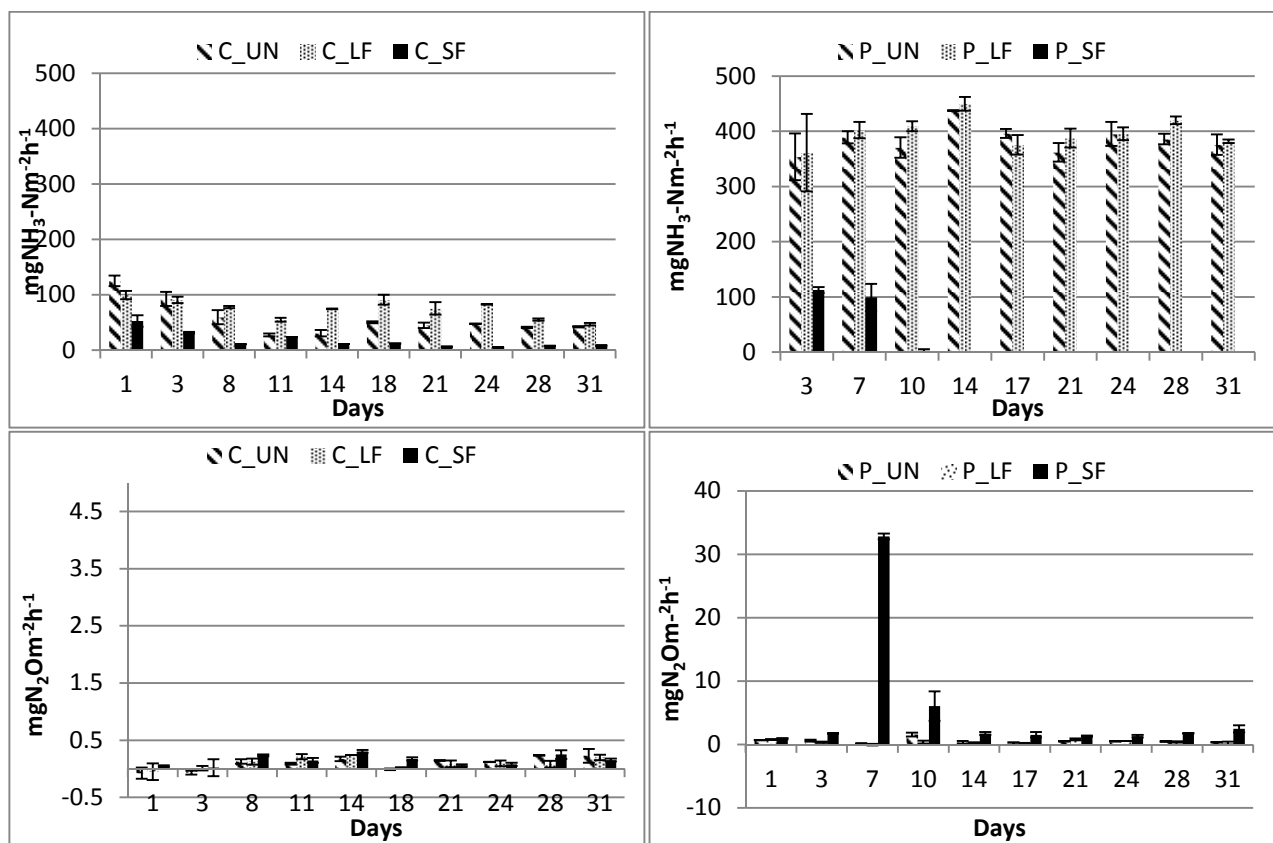 C_UN C_LF C_SF
500
400
300
200
100
0
mgNH₃-Nm⁻²h⁻¹
1 3 8 11 14 18 21 24 28 31
Days
P_UN P_LF P_SF
500
400
300
200
100
0
mgNH₃-Nm-²h⁻¹
3 7 10 14 17 21 24 28 31
Days
C_UN C_LF C_SF
4.5
3.5
2.5
1.5
0.5
-0.5
mgN₂Om⁻²h⁻¹
1 3 8 11 14 18 21 24 28 31
Days
P_UN P_LF P_SF
40
30
20
10
0
-10
mgN₂Om-²h⁻¹
1 3 7 10 14 17 21 24 28 31
Days